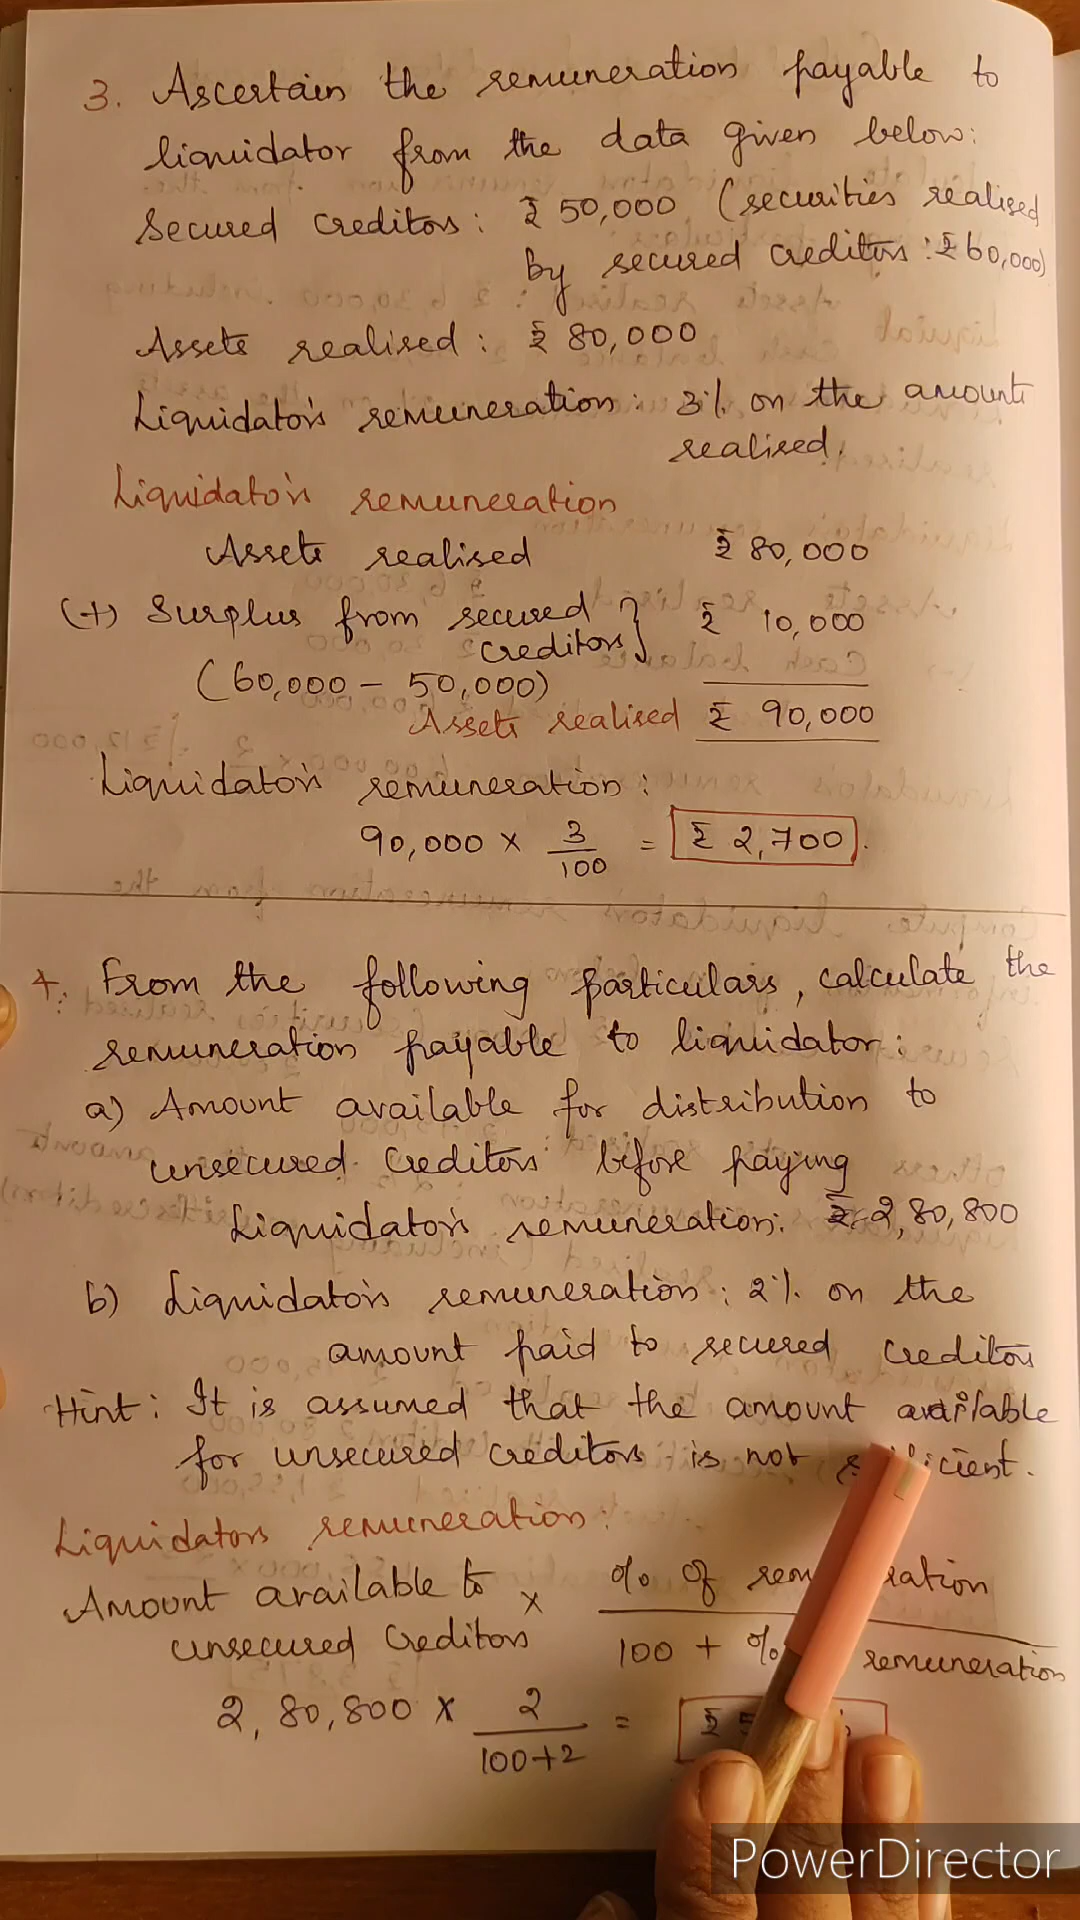 3. Ascertain the remuneration payable to
liquidator from the data given below:
Secured Creditors: ₹ 50,000 (securities realised
by secured creditors: ₹ 60,000)
Assets realised: ₹ 80,000
Liquidator's remuneration: 3% on the amounts
realised.
Liquidator's remuneration
Assets realised ₹ 80,000
(+) Surplus from secured creditors } ₹ 10,000
(60,000 - 50,000)
Assets realised ₹ 90,000
Liquidator's remuneration:
90,000 x 3/100 = ₹ 2,700.
4. From the following particulars, calculate the
remuneration payable to liquidator:
a) Amount available for distribution to
unsecured Creditors before paying
Liquidator's remuneration: ₹ 2,80,800
b) Liquidator's remuneration: 2% on the
amount paid to secured creditors
Hint: It is assumed that the amount available
for unsecured creditors is not
Liquidators remuneration:
Amount available to x % of
unsecured Creditors 100 + % remuneration
2,80,800 x 2/100+2 = ₹
PowerDirector